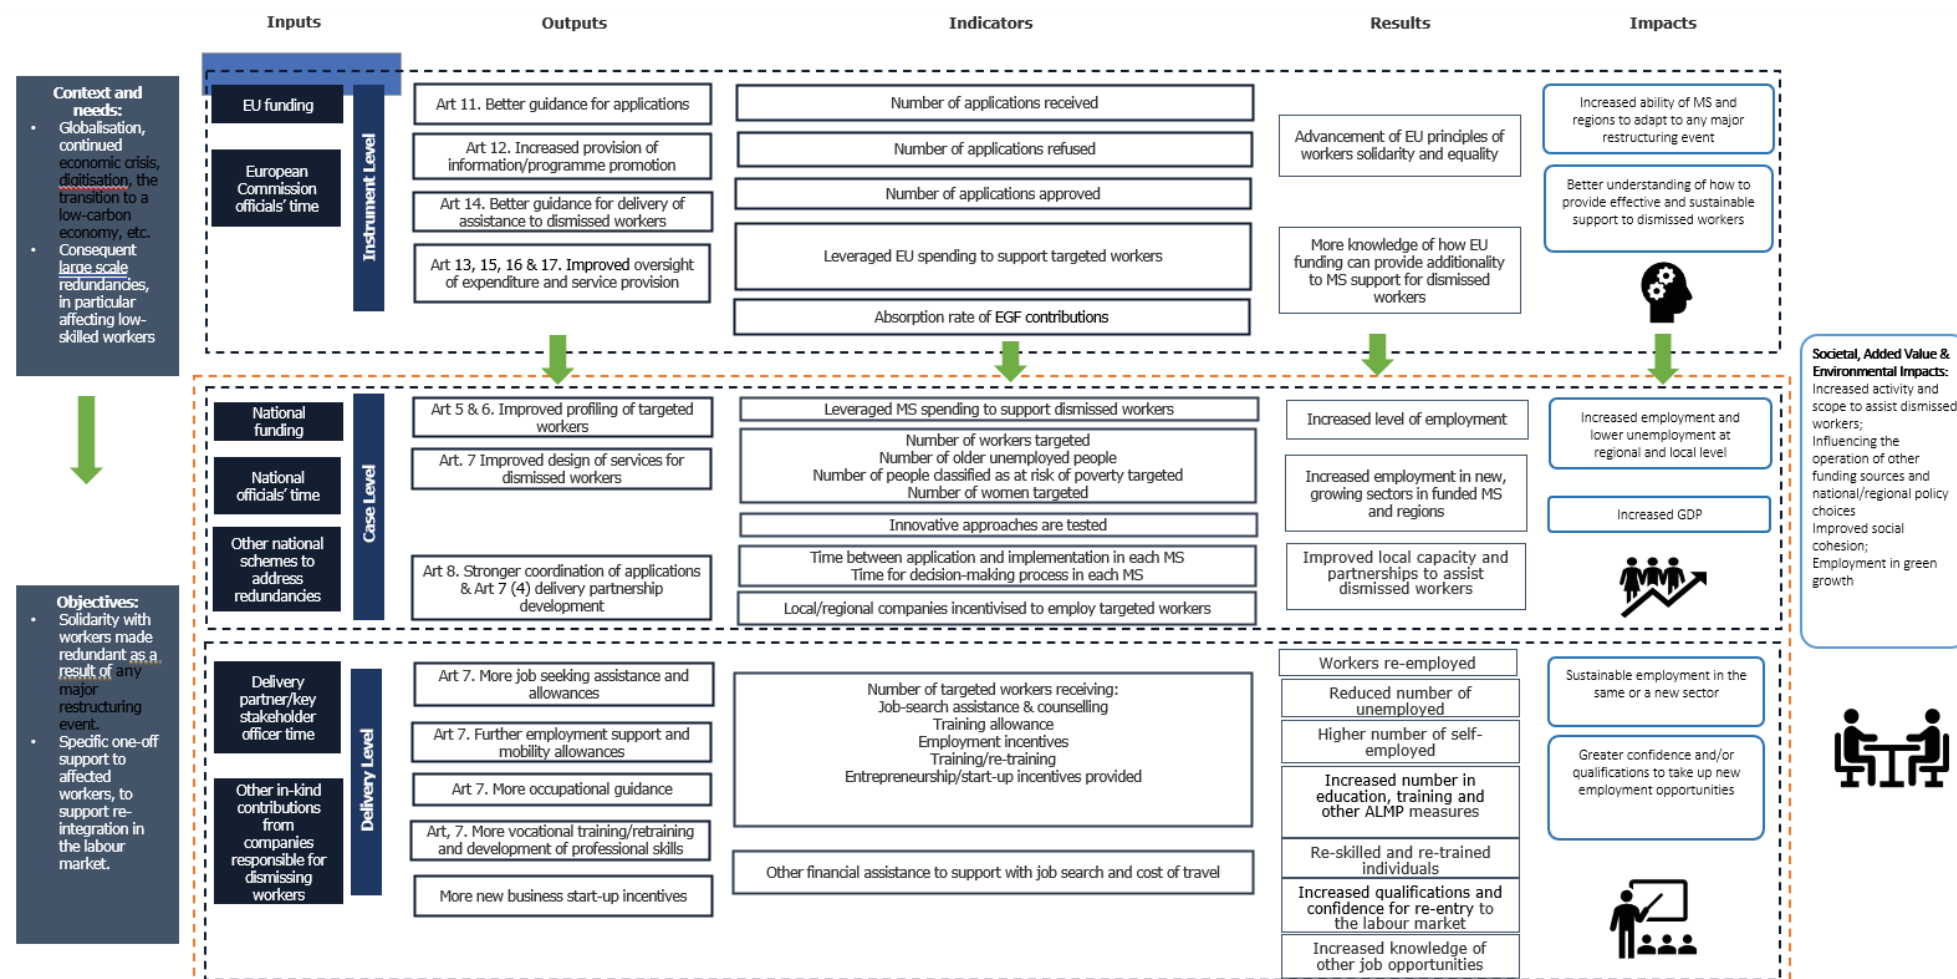 Inputs
Outputs
Indicators
Results
Impacts
Context and
needs:
• Globalisation,
continued
economic crisis,
digitisation, the
transition to a
low-carbon
economy, etc.
• Consequent
large scale
redundancies,
in particular
affecting low-
skilled workers
Objectives:
• Solidarity with
workers made
redundant as a
result of any
major
restructuring
event.
• Specific one-off
support to
affected
workers, to
support re-
integration in
the labour
market.
EU funding
European
Commission
officials' time
Instrument Level
Art 11. Better guidance for applications
Art 12. Increased provision of
information/programme promotion
Art 14. Better guidance for delivery of
assistance to dismissed workers
Art 13, 15, 16 & 17. Improved oversight
of expenditure and service provision
Number of applications received
Number of applications refused
Number of applications approved
Leveraged EU spending to support targeted workers
Absorption rate of EGF contributions
Advancement of EU principles of
workers solidarity and equality
More knowledge of how EU
funding can provide additionality
to MS support for dismissed
workers
Increased ability of MS and
regions to adapt to any major
restructuring event
Better understanding of how to
provide effective and sustainable
support to dismissed workers
National
funding
National
officials' time
Other national
schemes to
address
redundancies
Case Level
Art 5 & 6. Improved profiling of targeted
workers
Art. 7 Improved design of services for
dismissed workers
Art 8. Stronger coordination of applications
& Art 7 (4) delivery partnership
development
Leveraged MS spending to support dismissed workers
Number of workers targeted
Number of older unemployed people
Number of people classified as at risk of poverty targeted
Number of women targeted
Innovative approaches are tested
Time between application and implementation in each MS
Time for decision-making process in each MS
Local/regional companies incentivised to employ targeted workers
Increased level of employment
Increased employment in new,
growing sectors in funded MS
and regions
Improved local capacity and
partnerships to assist
dismissed workers
Increased employment and
lower unemployment at
regional and local level
Increased GDP
Delivery
partner/key
stakeholder
officer time
Other in-kind
contributions
from
companies
responsible for
dismissing
workers
Delivery Level
Art 7. More job seeking assistance and
allowances
Art 7. Further employment support and
mobility allowances
Art 7. More occupational guidance
Art, 7. More vocational training/retraining
and development of professional skills
More new business start-up incentives
Number of targeted workers receiving:
Job-search assistance & counselling
Training allowance
Employment incentives
Training/re-training
Entrepreneurship/start-up incentives provided
Other financial assistance to support with job search and cost of travel
Workers re-employed
Reduced number of
unemployed
Higher number of self-
employed
Increased number in
education, training and
other ALMP measures
Re-skilled and re-trained
individuals
Increased qualifications and
confidence for re-entry to
the labour market
Increased knowledge of
other job opportunities
Sustainable employment in the
same or a new sector
Greater confidence and/or
qualifications to take up new
employment opportunities
Societal, Added Value &
Environmental Impacts:
Increased activity and
scope to assist dismissed
workers;
Influencing the
operation of other
funding sources and
national/regional policy
choices
Improved social
cohesion;
Employment in green
growth